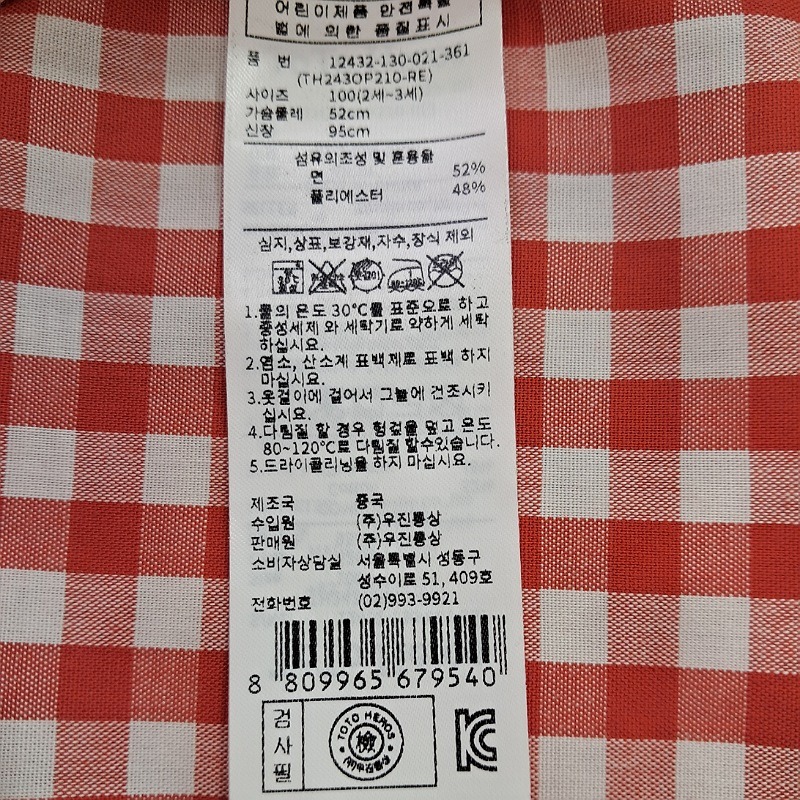 어린이제품 안전특별
법에 의한 품질표시
품 번 12432-130-021-361
(TH243OP210-RE)
사이즈 100(2세~3세)
가슴둘레 52cm
신장 95cm
섬유의조성 및 혼용율
면 52%
폴리에스터 48%
심지,상표,보강재,자수,장식 제외
1.물의 온도 30℃를 표준으로 하고
중성세제 와 세탁기로 약하게 세탁
하십시요.
2.염소, 산소계 표백제로 표백 하지
마십시요.
3.옷걸이에 걸어서 그늘에 건조시키
십시요.
4.다림질 할 경우 헝겊을 덮고 온도
80~120℃로 다림질 할수있습니다.
5.드라이클리닝을 하지 마십시요.
제조국 중국
수입원 (주)우진통상
판매원 (주)우진통상
소비자상담실 서울특별시 성동구
성수이로 51, 409호
전화번호 (02)993-9921
8 809965 679540
검사필
TOTO HEROS
檢
(주)우진통상
KC